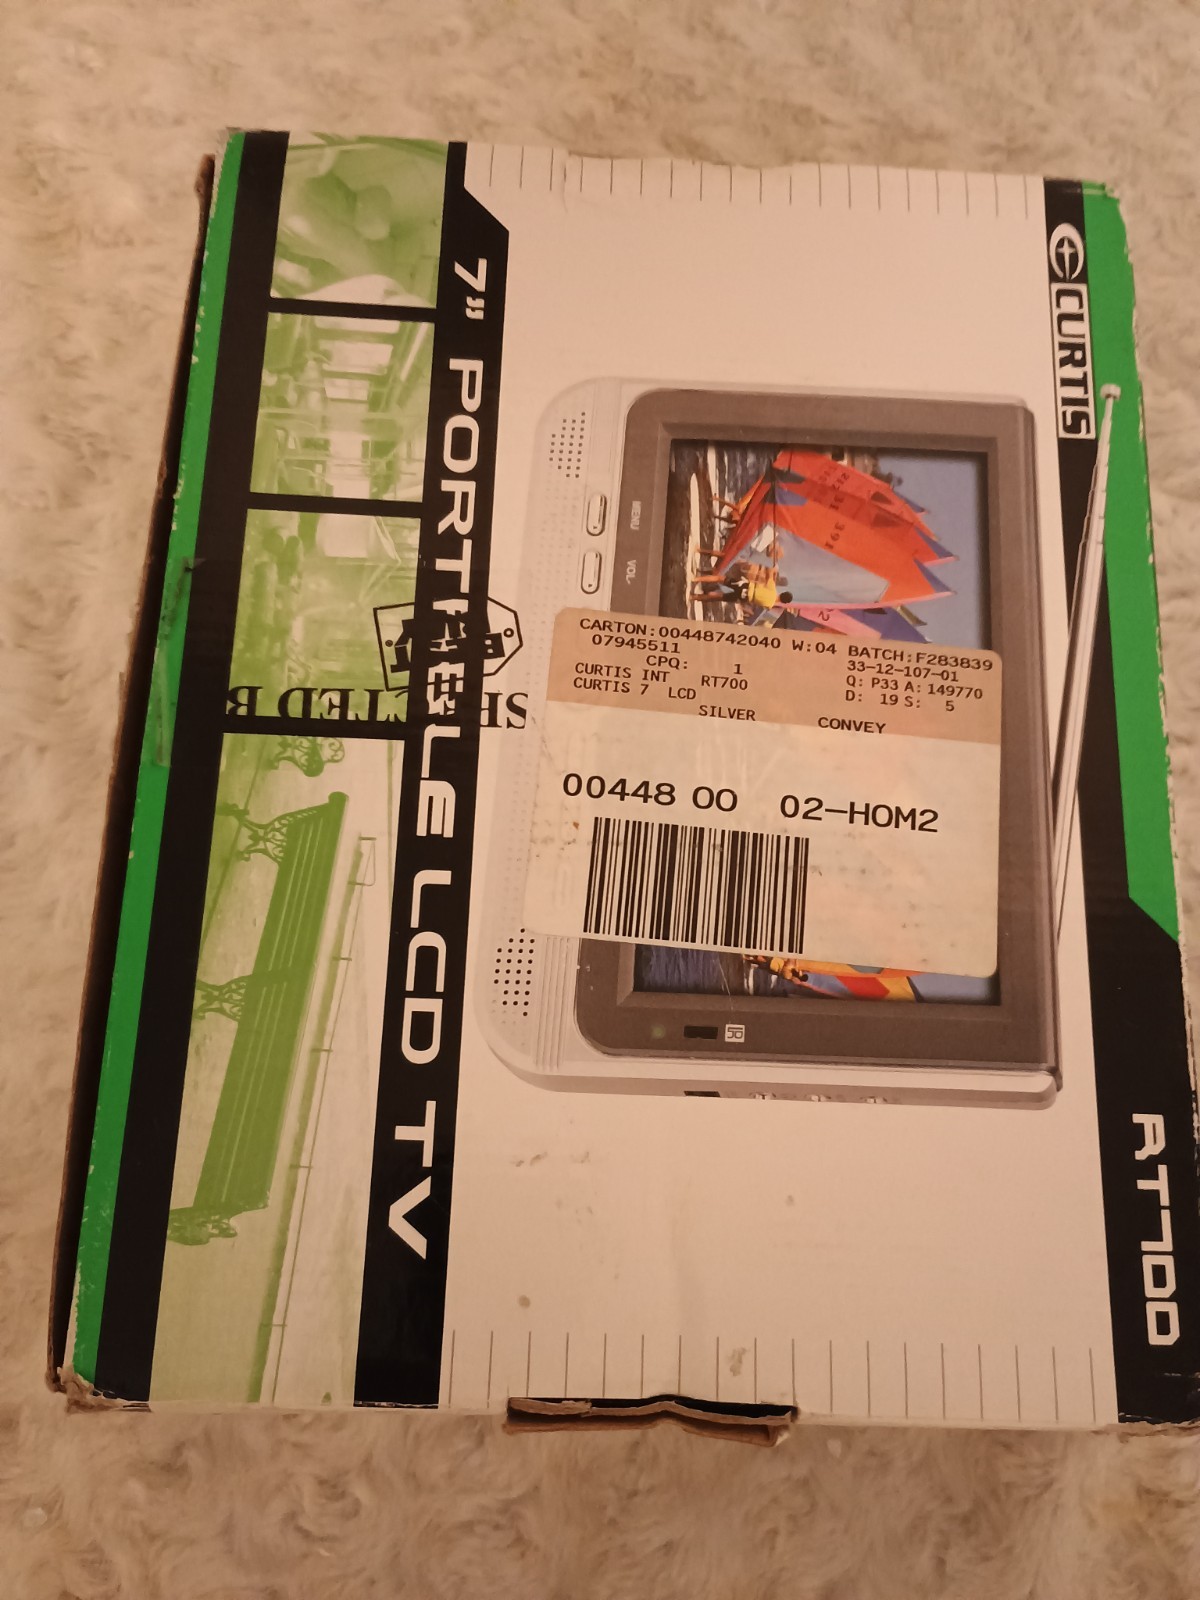 CURTIS
RT700
7" PORTABLE LCD TV
MENU
VOL.
CARTON:00448742040 W:04 BATCH:F283839
07945511 33-12-107-01
CPQ: 1 Q: P33 A: 149770
CURTIS INT RT700 D: 19 S: 5
CURTIS 7 LCD
SILVER CONVEY
00448 00 02-HOM2